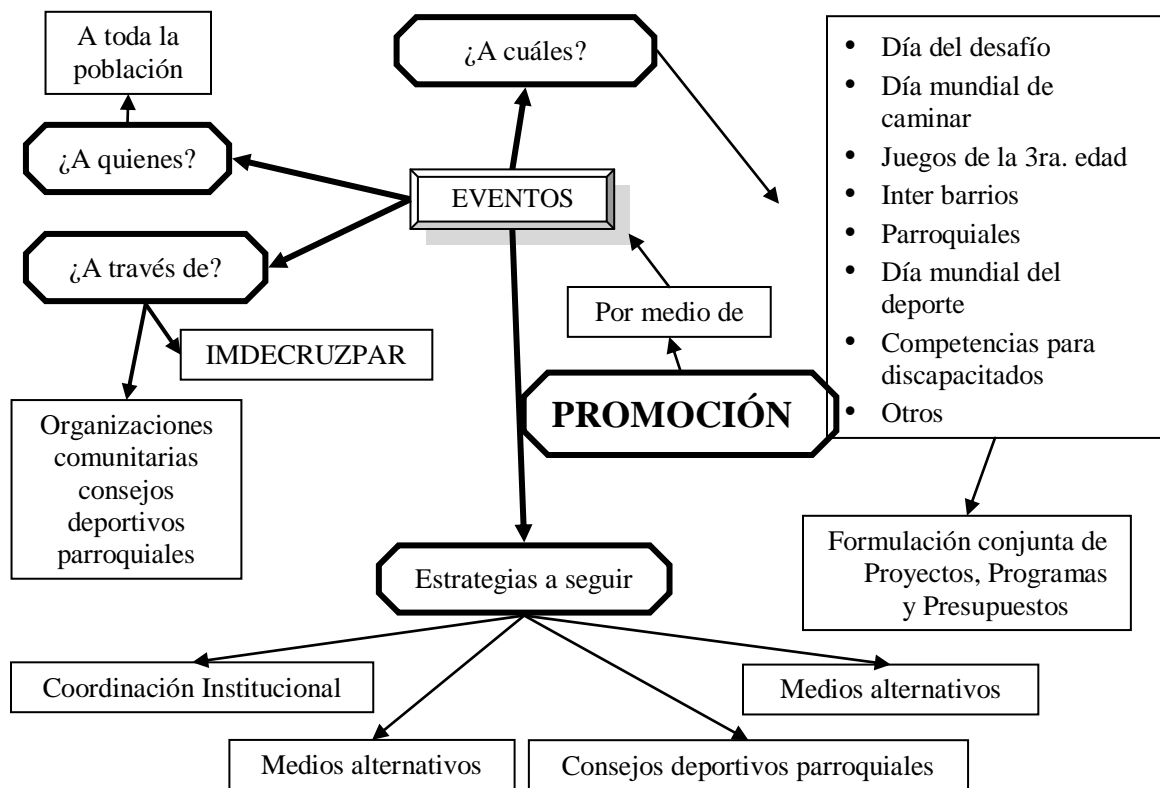 A toda la
población
¿A cuáles?
• Día del desafío
• Día mundial de
caminar
• Juegos de la 3ra. edad
• Inter barrios
• Parroquiales
• Día mundial del
deporte
• Competencias para
discapacitados
• Otros
¿A quienes?
EVENTOS
¿A través de?
Por medio de
IMDECRUZPAR
PROMOCIÓN
Organizaciones
comunitarias
consejos
deportivos
parroquiales
Formulación conjunta de
Proyectos, Programas
y Presupuestos
Estrategias a seguir
Coordinación Institucional
Medios alternativos
Medios alternativos
Consejos deportivos parroquiales